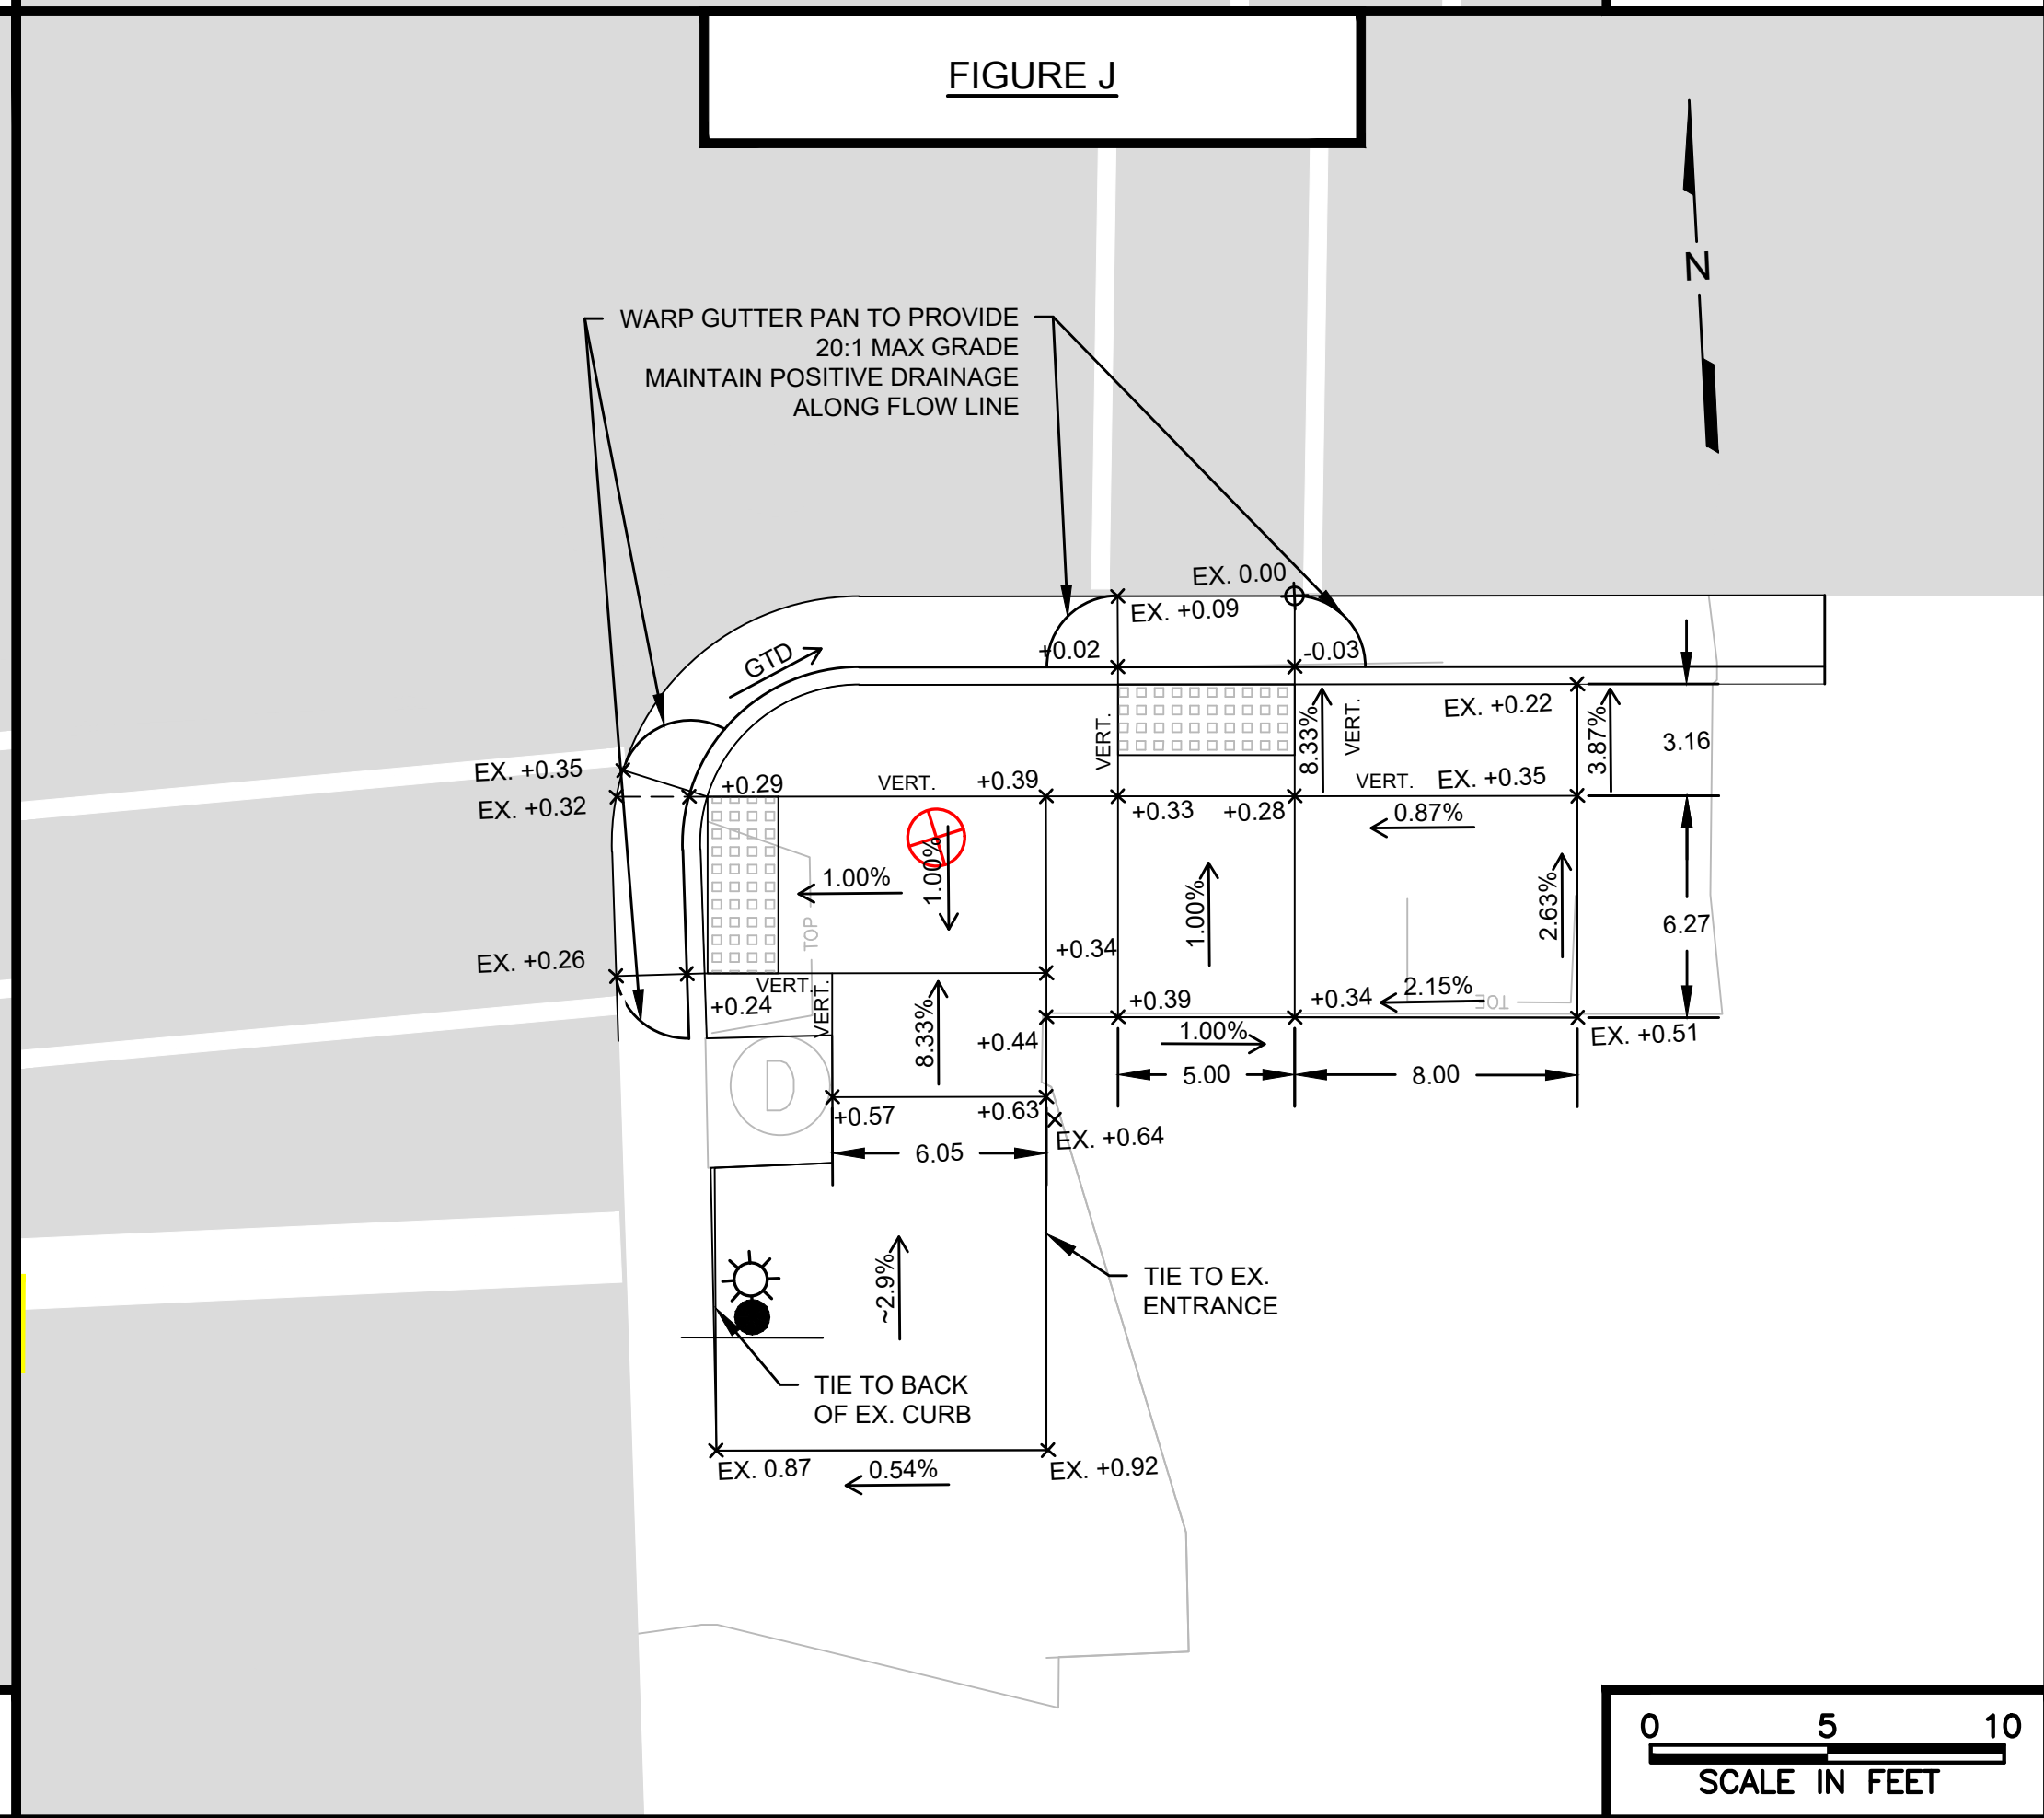 FIGURE J
N
WARP GUTTER PAN TO PROVIDE
20:1 MAX GRADE
MAINTAIN POSITIVE DRAINAGE
ALONG FLOW LINE
EX. 0.00
EX. +0.09
GTD
+0.02
-0.03
VERT.
8.33%
VERT.
EX. +0.22
3.87%
3.16
EX. +0.35
+0.29
VERT.
+0.39
VERT.
EX. +0.35
EX. +0.32
+0.33
+0.28
0.87%
1.00%
1.00%
TOP
1.00%
2.63%
6.27
EX. +0.26
+0.34
VERT.
VERT.
+0.24
8.33%
+0.39
+0.34
2.15%
TOE
+0.44
1.00%
EX. +0.51
D
5.00
8.00
+0.57
+0.63
EX. +0.64
6.05
~2.9%
TIE TO EX.
ENTRANCE
TIE TO BACK
OF EX. CURB
EX. 0.87
0.54%
EX. +0.92
0 5 10
SCALE IN FEET